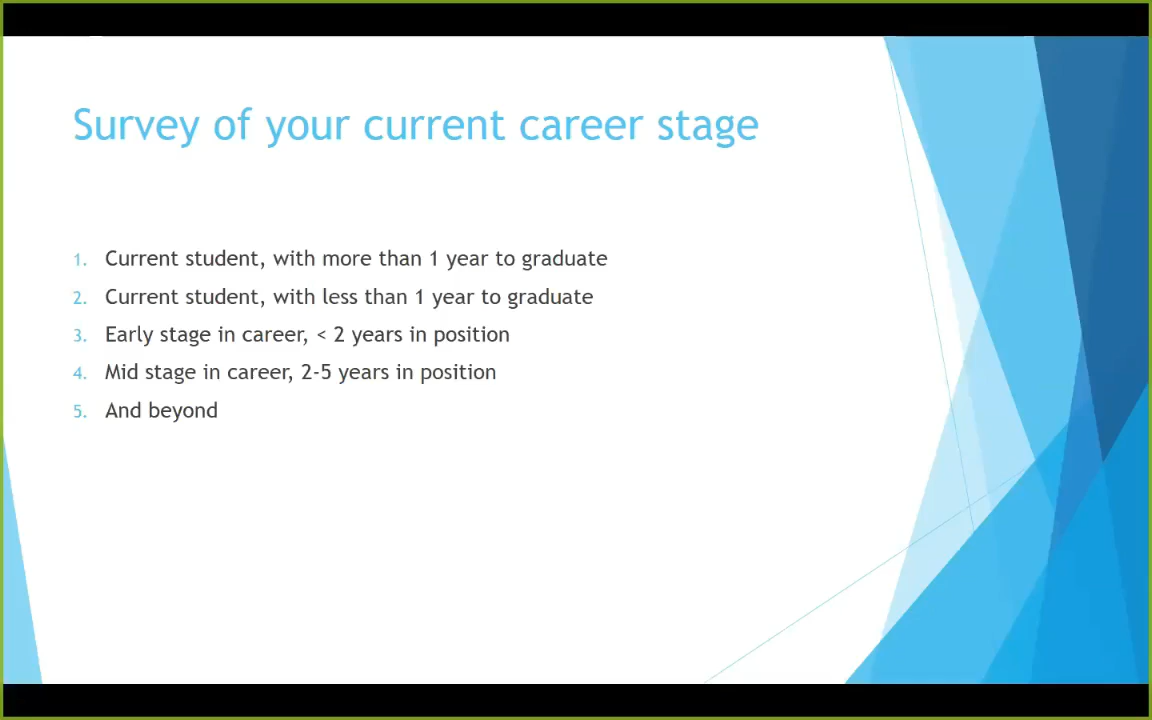 Survey of your current career stage
1. Current student, with more than 1 year to graduate
2. Current student, with less than 1 year to graduate
3. Early stage in career, < 2 years in position
4. Mid stage in career, 2-5 years in position
5. And beyond